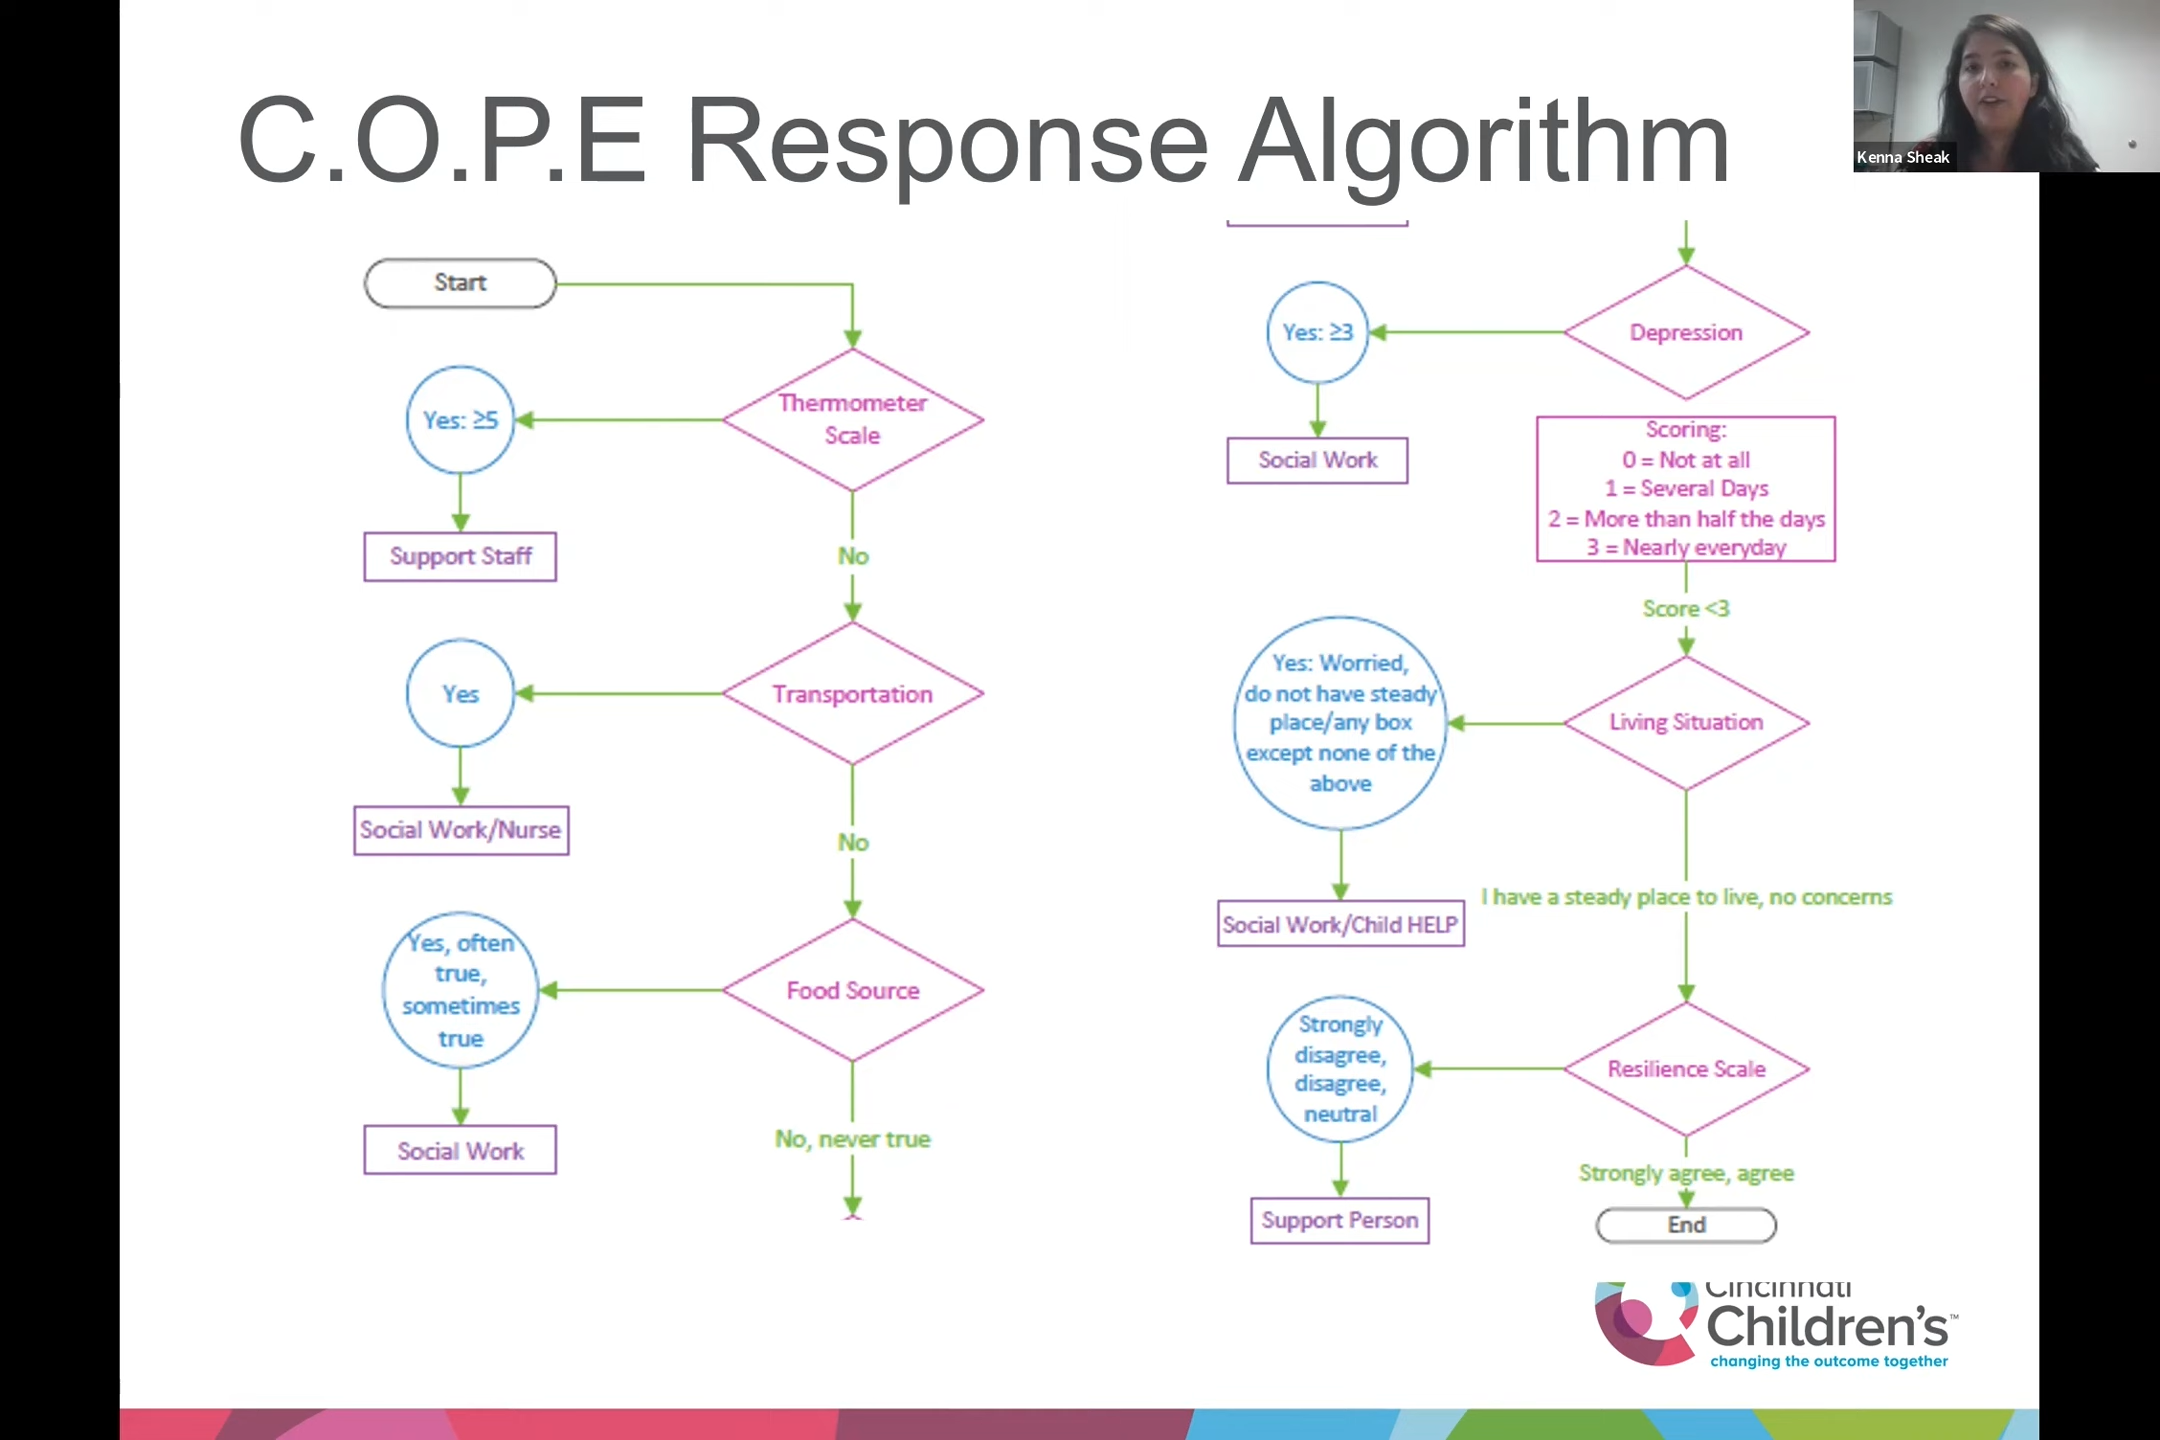 C.O.P.E Response Algorithm
Kenna Sheak
Start
Thermometer
Scale
Yes: ≥5
Support Staff
No
Transportation
Yes
Social Work/Nurse
No
Food Source
Yes, often
true,
sometimes
true
Social Work
No, never true
Depression
Yes: ≥3
Social Work
Scoring:
0 = Not at all
1 = Several Days
2 = More than half the days
3 = Nearly everyday
Score <3
Living Situation
Yes: Worried,
do not have steady
place/any box
except none of the
above
Social Work/Child HELP
I have a steady place to live, no concerns
Resilience Scale
Strongly
disagree,
disagree,
neutral
Support Person
Strongly agree, agree
End
Cincinnati
Children's™
changing the outcome together